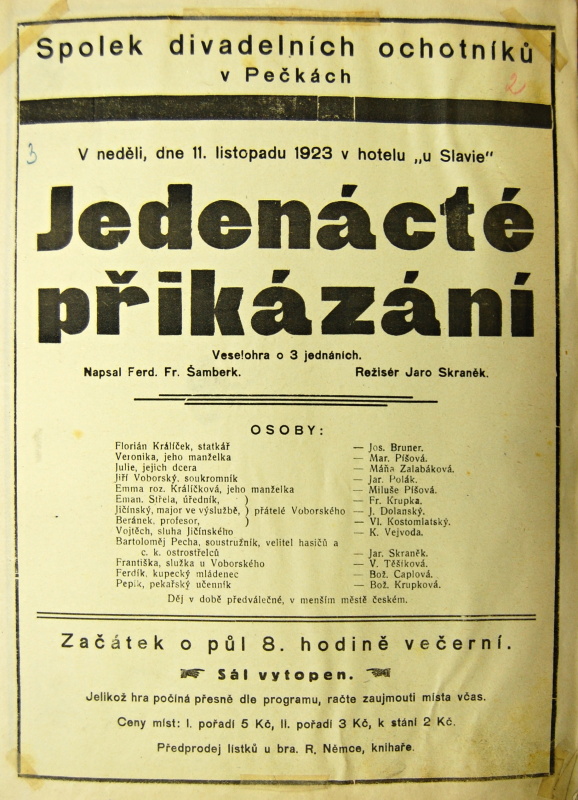 Spolek divadelních ochotníků
v Pečkách
2
3
V neděli, dne 11. listopadu 1923 v hotelu „u Slavie"
Jedenácté
přikázání
Veselohra o 3 jednáních.
Napsal Ferd. Fr. Šamberk. Režisér Jaro Skraněk.
OSOBY:
Florián Králíček, statkář — Jos. Bruner.
Veronika, jeho manželka — Mar. Píšová.
Julie, jejich dcera — Máňa Zalabáková.
Jiří Voborský, soukromník — Jar. Polák.
Emma roz. Králíčková, jeho manželka — Miluše Píšová.
Eman. Střela, úředník, ) — Fr. Krupka.
Jičínský, major ve výslužbě, ) přátelé Voborského — J. Dolanský.
Beránek, profesor, ) — Vl. Kostomlatský.
Vojtěch, sluha Jičínského — K. Vejvoda.
Bartoloměj Pecha, soustružník, velitel hasičů a
c. k. ostrostřelců — Jar. Skraněk.
Františka, služka u Voborského — V. Těšíková.
Ferdík, kupecký mládenec — Bož. Caplová.
Pepík, pekařský učenník — Bož. Krupková.
Děj v době předválečné, v menším městě českém.
Začátek o půl 8. hodině večerní.
Sál vytopen.
Jelikož hra počíná přesně dle programu, račte zaujmouti místa včas.
Ceny míst: I. pořadí 5 Kč, II. pořadí 3 Kč, k stání 2 Kč.
Předprodej lístků u bra. R. Němce, knihaře.